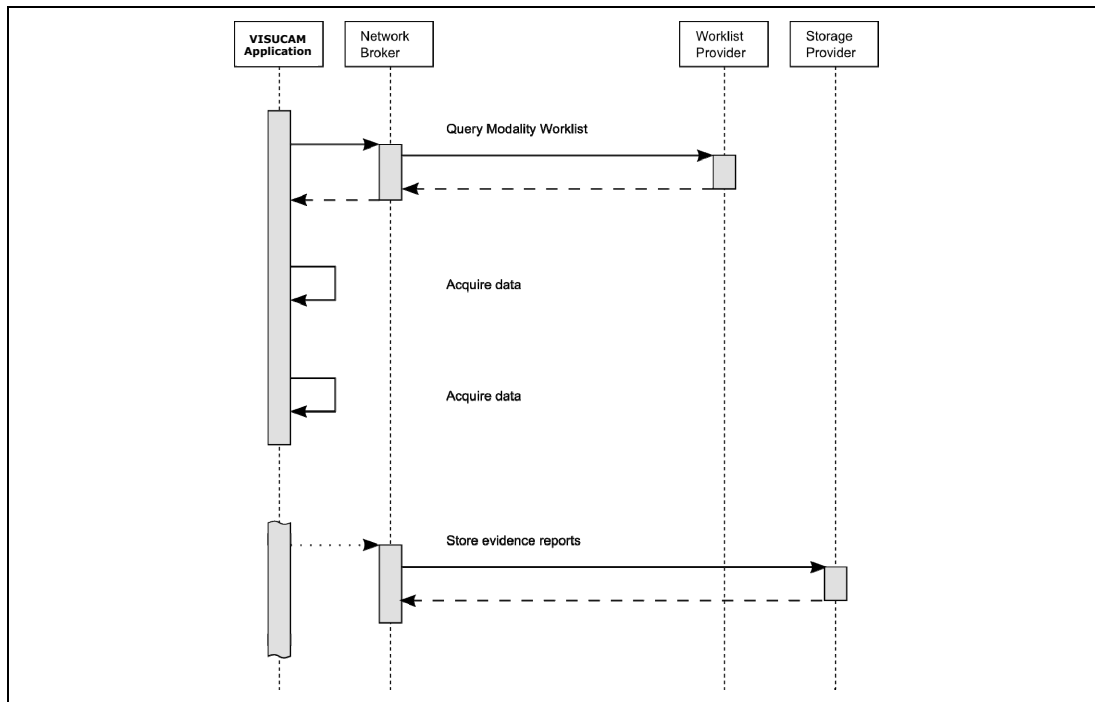 VISUCAM
Application
Network
Broker
Worklist
Provider
Storage
Provider
Query Modality Worklist
Acquire data
Acquire data
Store evidence reports